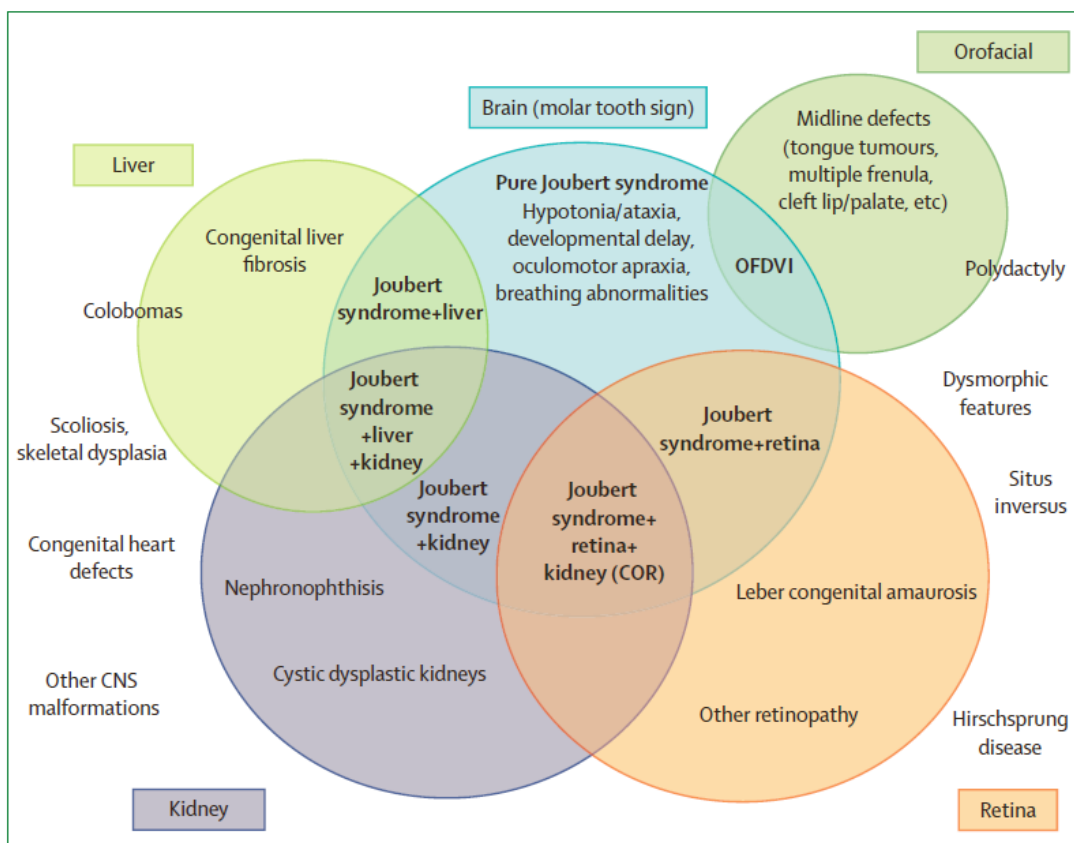 Orofacial
Brain (molar tooth sign)
Liver
Midline defects
(tongue tumours,
multiple frenula,
cleft lip/palate, etc)
Pure Joubert syndrome
Hypotonia/ataxia,
developmental delay,
oculomotor apraxia,
breathing abnormalities
OFDVI
Polydactyly
Congenital liver
fibrosis
Colobomas
Joubert
syndrome+liver
Joubert
syndrome
+liver
+kidney
Joubert
syndrome+retina
Dysmorphic
features
Scoliosis,
skeletal dysplasia
Joubert
syndrome
+kidney
Joubert
syndrome+
retina+
kidney (COR)
Situs
inversus
Congenital heart
defects
Nephronophthisis
Leber congenital amaurosis
Cystic dysplastic kidneys
Other CNS
malformations
Other retinopathy
Hirschsprung
disease
Kidney
Retina